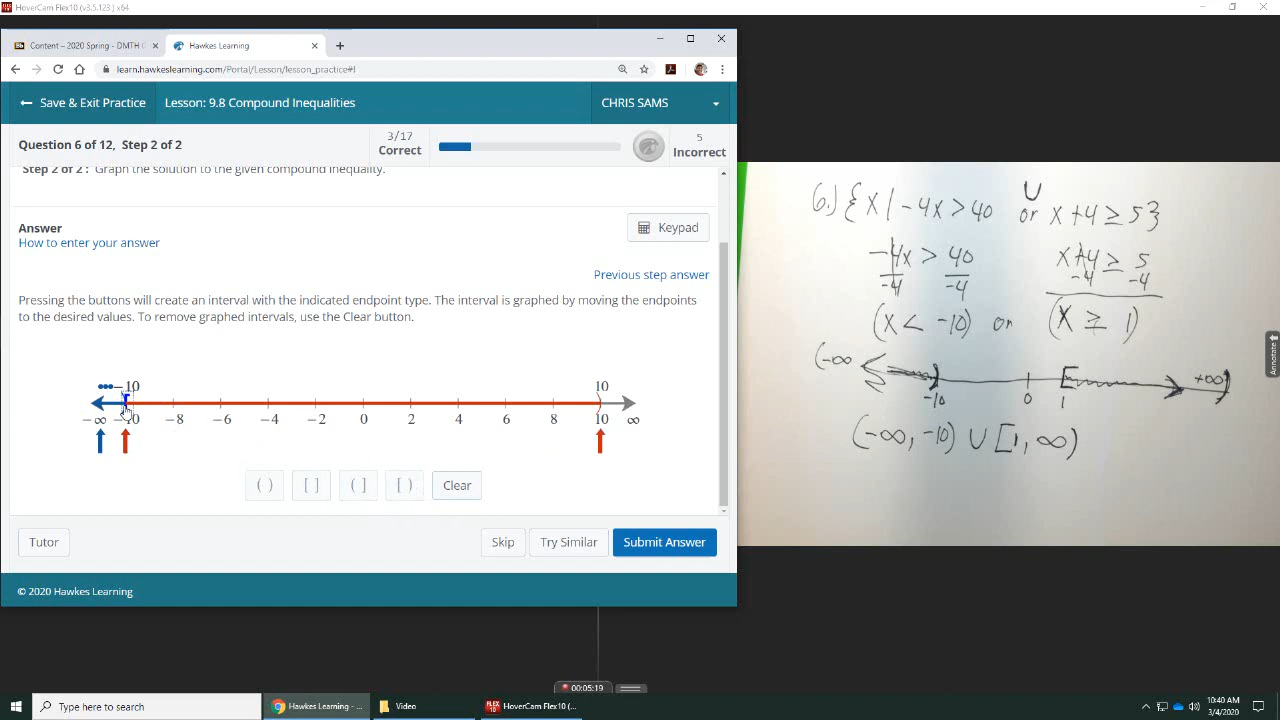 HoverCam Flex10 (v3.5.123) x64
Content – 2020 Spring - DMTH
Hawkes Learning
learn.hawkeslearning.com/Portal/Lesson/lesson_practice#!
← Save & Exit Practice
Lesson: 9.8 Compound Inequalities
CHRIS SAMS
Question 6 of 12, Step 2 of 2
3/17
Correct
5
Incorrect
Step 2 of 2 : Graph the solution to the given compound inequality.
Answer
How to enter your answer
Keypad
Previous step answer
Pressing the buttons will create an interval with the indicated endpoint type. The interval is graphed by moving the endpoints
to the desired values. To remove graphed intervals, use the Clear button.
−10 10
−∞ −10 −8 −6 −4 −2 0 2 4 6 8 10 ∞
( ) [ ] ( ] [ ) Clear
Tutor
Skip
Try Similar
Submit Answer
© 2020 Hawkes Learning
6.) {x | -4x > 40 or x + 4 ≥ 5}
∪
-4x > 40
-4 -4
x + 4 ≥ 5
-4 -4
(x < -10) or (x ≥ 1)
(-∞ +∞)
-10 0 1
(-∞, -10) ∪ [1, ∞)
Annotate
00:05:19
Type here to search
Hawkes Learning - ...
Video
HoverCam Flex10 (...
10:40 AM
3/4/2020